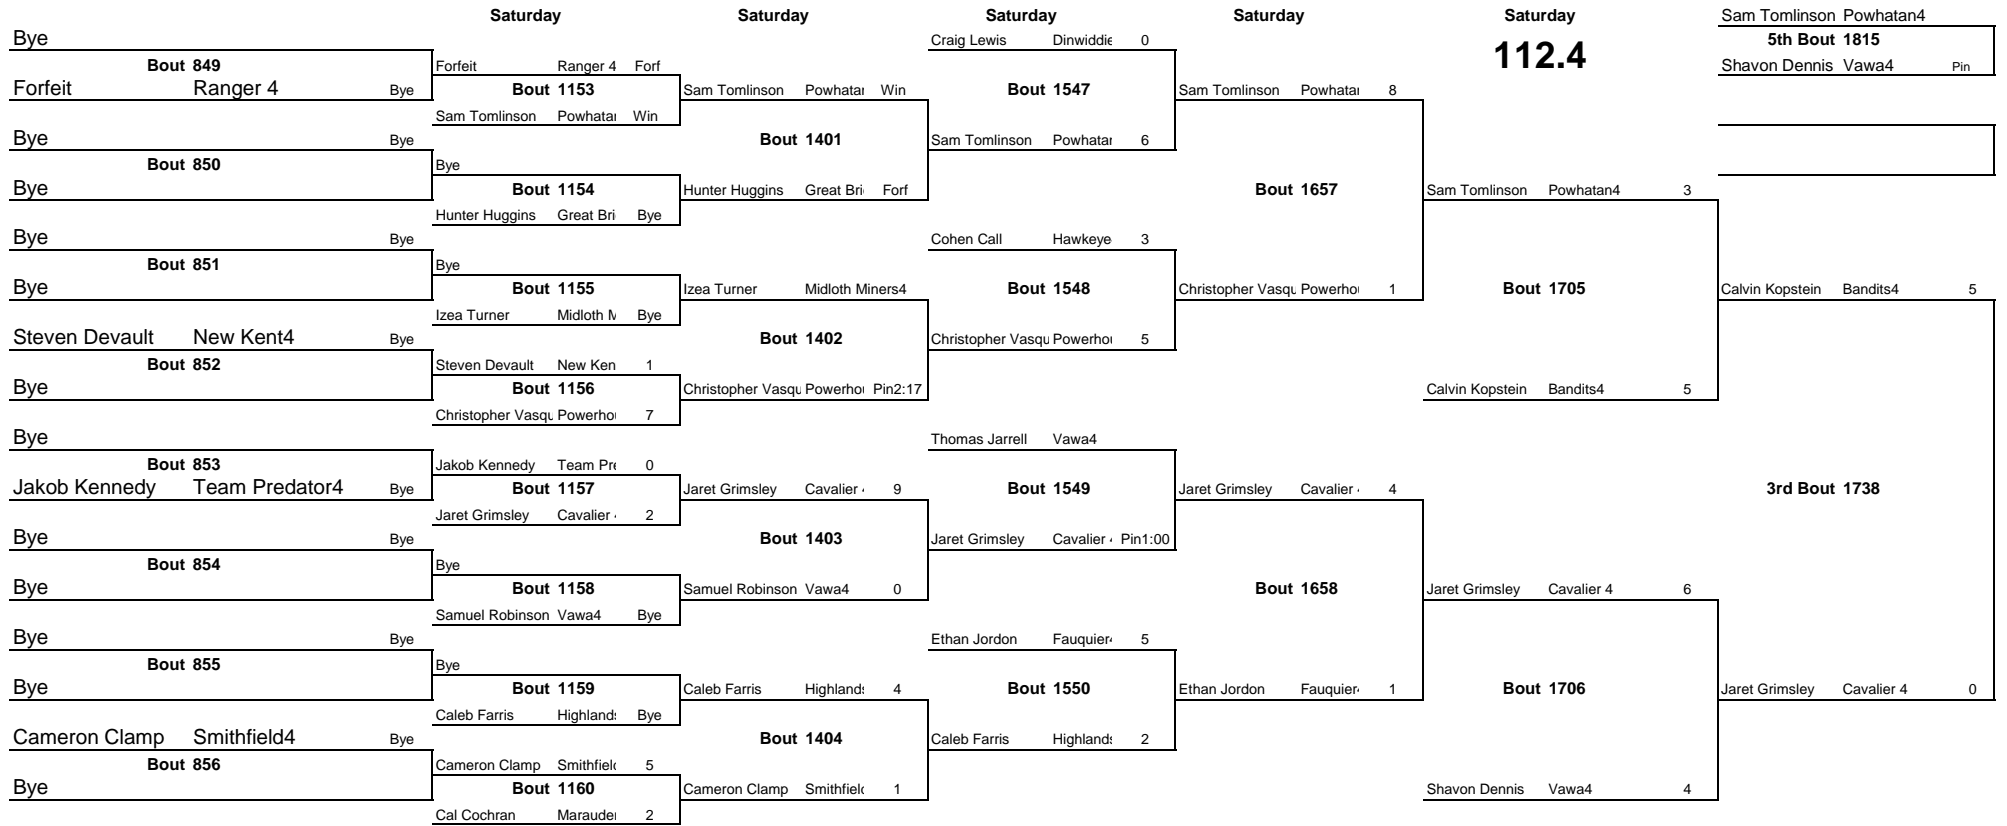 Saturday Saturday Saturday Saturday Saturday Sam Tomlinson Powhatan4
Bye Craig Lewis Dinwiddie 0 112.4 5th Bout 1815
Bout 849 Forfeit Ranger 4 Forf Shavon Dennis Vawa4 Pin
Forfeit Ranger 4 Bye Bout 1153 Sam Tomlinson Powhatan Win Bout 1547 Sam Tomlinson Powhatan 8
Sam Tomlinson Powhatan Win
Bye Bye Bout 1401 Sam Tomlinson Powhatan 6
Bout 850 Bye
Bye Bout 1154 Hunter Huggins Great Bri Forf Bout 1657 Sam Tomlinson Powhatan4 3
Hunter Huggins Great Bri Bye
Bye Bye Cohen Call Hawkeye 3
Bout 851 Bye
Bye Bout 1155 Izea Turner Midloth Miners4 Bout 1548 Christopher Vasqu Powerhou 1 Bout 1705 Calvin Kopstein Bandits4 5
Izea Turner Midloth M Bye
Steven Devault New Kent4 Bye Bout 1402 Christopher Vasqu Powerhou 5
Bout 852 Steven Devault New Ken 1
Bye Bout 1156 Christopher Vasqu Powerhou Pin2:17 Calvin Kopstein Bandits4 5
Christopher Vasqu Powerhou 7
Bye Thomas Jarrell Vawa4
Bout 853 Jakob Kennedy Team Pre 0
Jakob Kennedy Team Predator4 Bye Bout 1157 Jaret Grimsley Cavalier 9 Bout 1549 Jaret Grimsley Cavalier 4 3rd Bout 1738
Jaret Grimsley Cavalier 2
Bye Bye Bout 1403 Jaret Grimsley Cavalier Pin1:00
Bout 854 Bye
Bye Bout 1158 Samuel Robinson Vawa4 0 Bout 1658 Jaret Grimsley Cavalier 4 6
Samuel Robinson Vawa4 Bye
Bye Bye Ethan Jordon Fauquier 5
Bout 855 Bye
Bye Bout 1159 Caleb Farris Highlands 4 Bout 1550 Ethan Jordon Fauquier 1 Bout 1706 Jaret Grimsley Cavalier 4 0
Caleb Farris Highlands Bye
Cameron Clamp Smithfield4 Bye Bout 1404 Caleb Farris Highlands 2
Bout 856 Cameron Clamp Smithfield 5
Bye Bout 1160 Cameron Clamp Smithfield 1 Shavon Dennis Vawa4 4
Cal Cochran Marauder 2